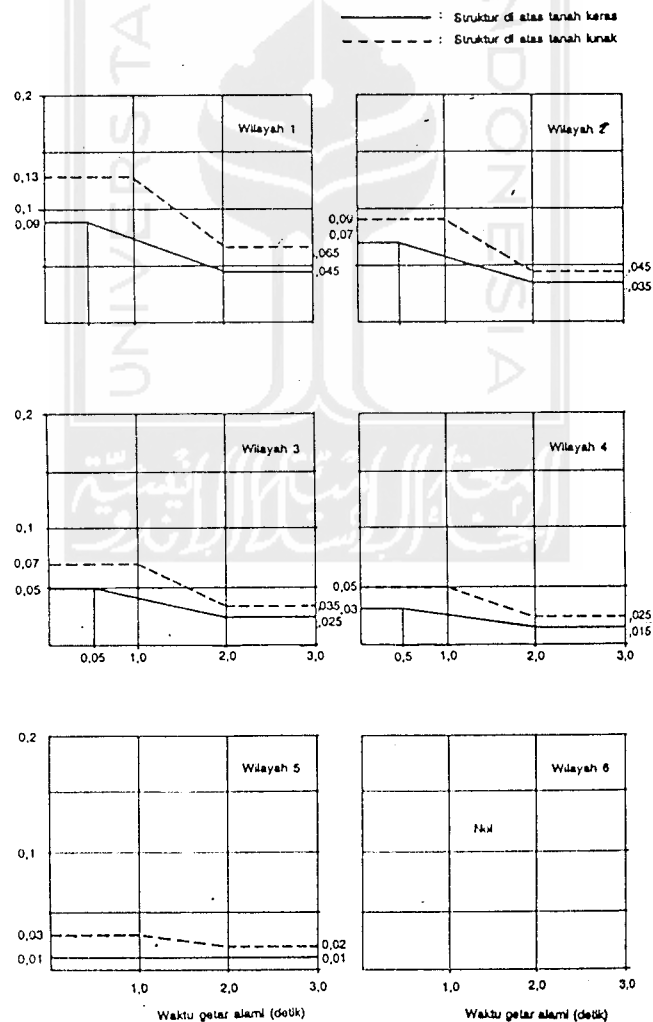 : Struktur di atas tanah keras
: Struktur di atas tanah lunak
UNIVERSITA
NDONESIA
0,2
Wilayah 1
Wilayah 2
0,13
0,1
0,09
,065
,045
0,09
0,07
,045
,035
0,2
Wilayah 3
Wilayah 4
0,1
0,07
0,05
,035
,025
0,05
,03
,025
,015
0,05 1,0 2,0 3,0
0,5 1,0 2,0 3,0
0,2
Wilayah 5
Wilayah 6
Nol
0,1
0,03
0,01
0,02
0,01
1,0 2,0 3,0
1,0 2,0 3,0
Waktu getar alami (detik)
Waktu getar alami (detik)